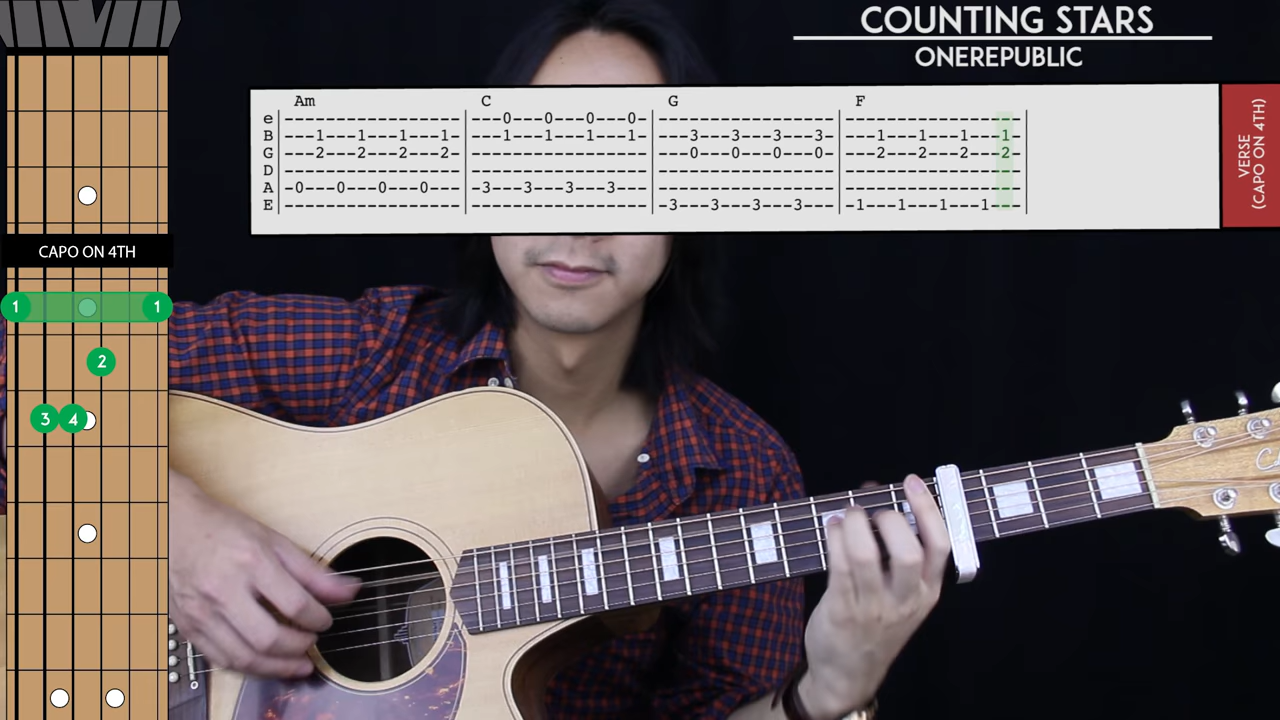 COUNTING STARS
ONEREPUBLIC
Am C G F
e|------------------|---0---0---0---0-|-----------------|-----------------|
B|---1---1---1---1-|---1---1---1---1-|---3---3---3---3-|---1---1---1---1-|
G|---2---2---2---2-|-----------------|---0---0---0---0-|---2---2---2---2-|
D|-----------------|-----------------|-----------------|-----------------|
A|-0---0---0---0---|-3---3---3---3---|-----------------|-----------------|
E|-----------------|-----------------|-3---3---3---3---|-1---1---1---1---|
VERSE
(CAPO ON 4TH)
CAPO ON 4TH
1 1
2
3 4